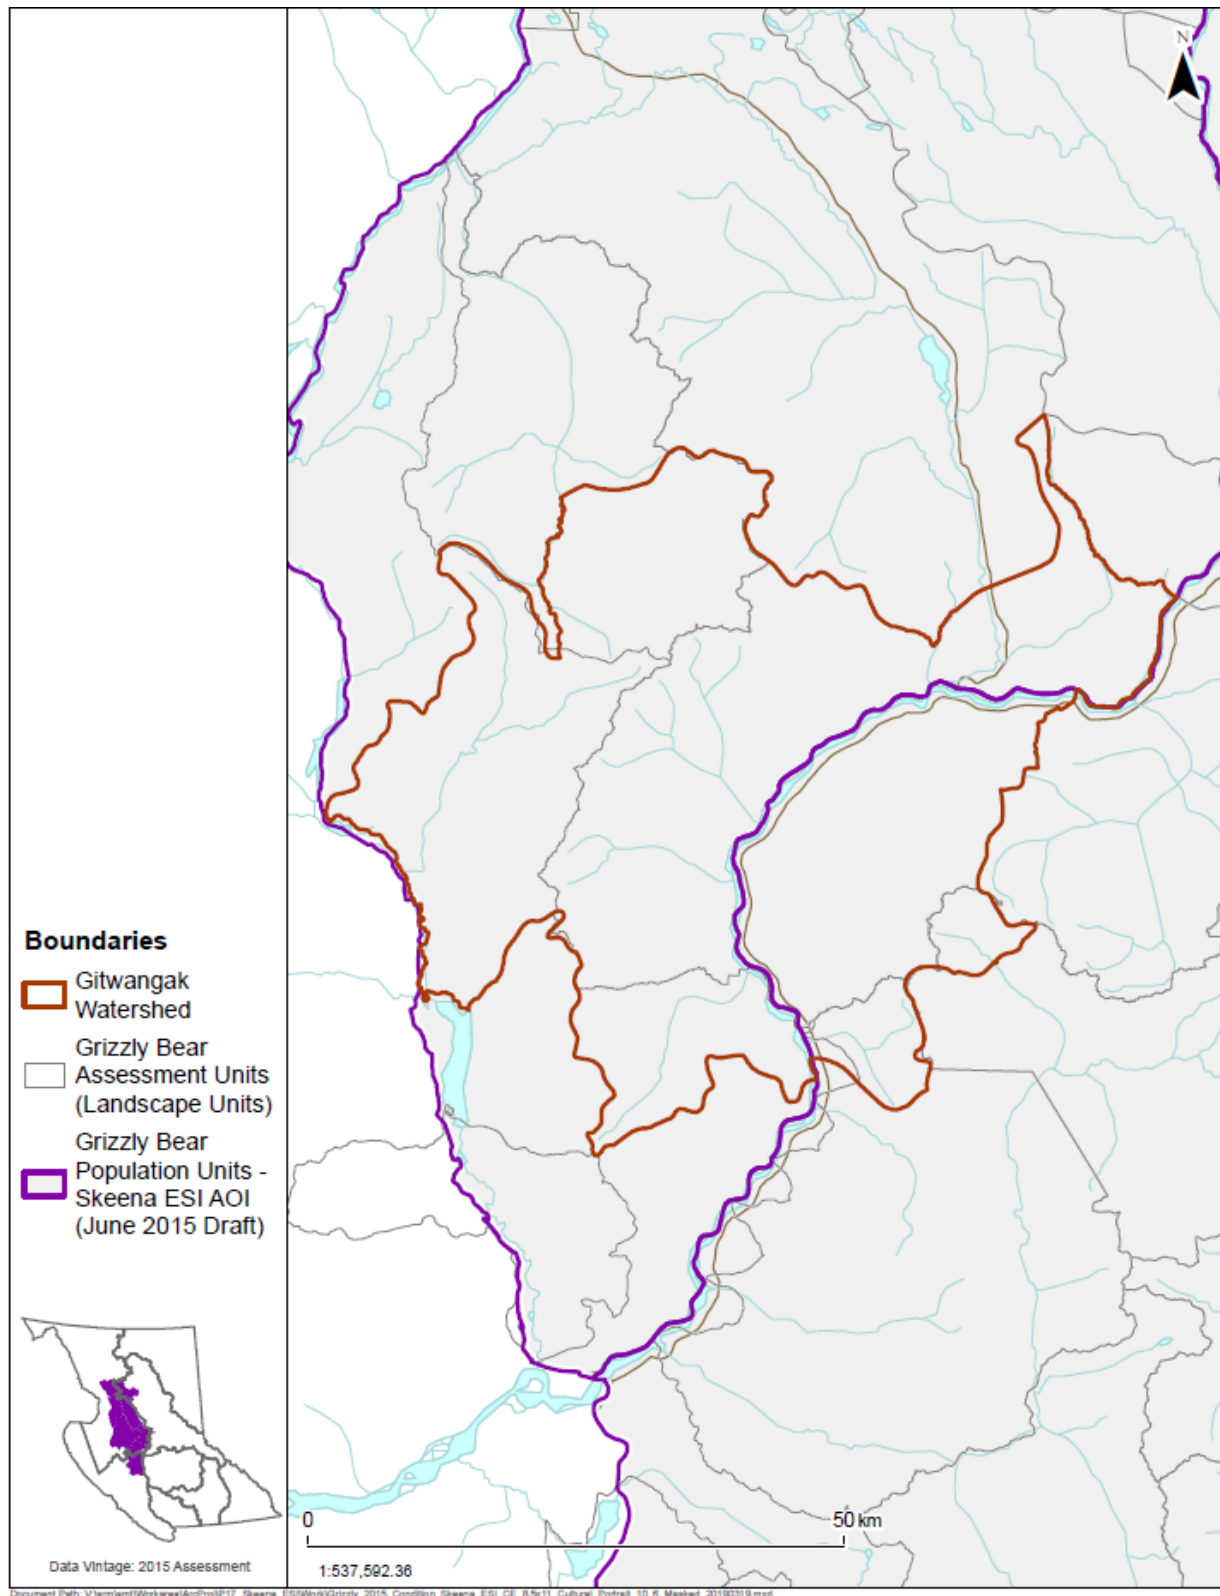 N
Boundaries
Gitwangak
Watershed
Grizzly Bear
Assessment Units
(Landscape Units)
Grizzly Bear
Population Units -
Skeena ESI AOI
(June 2015 Draft)
0
50 km
Data Vintage: 2015 Assessment
1:537,592.36